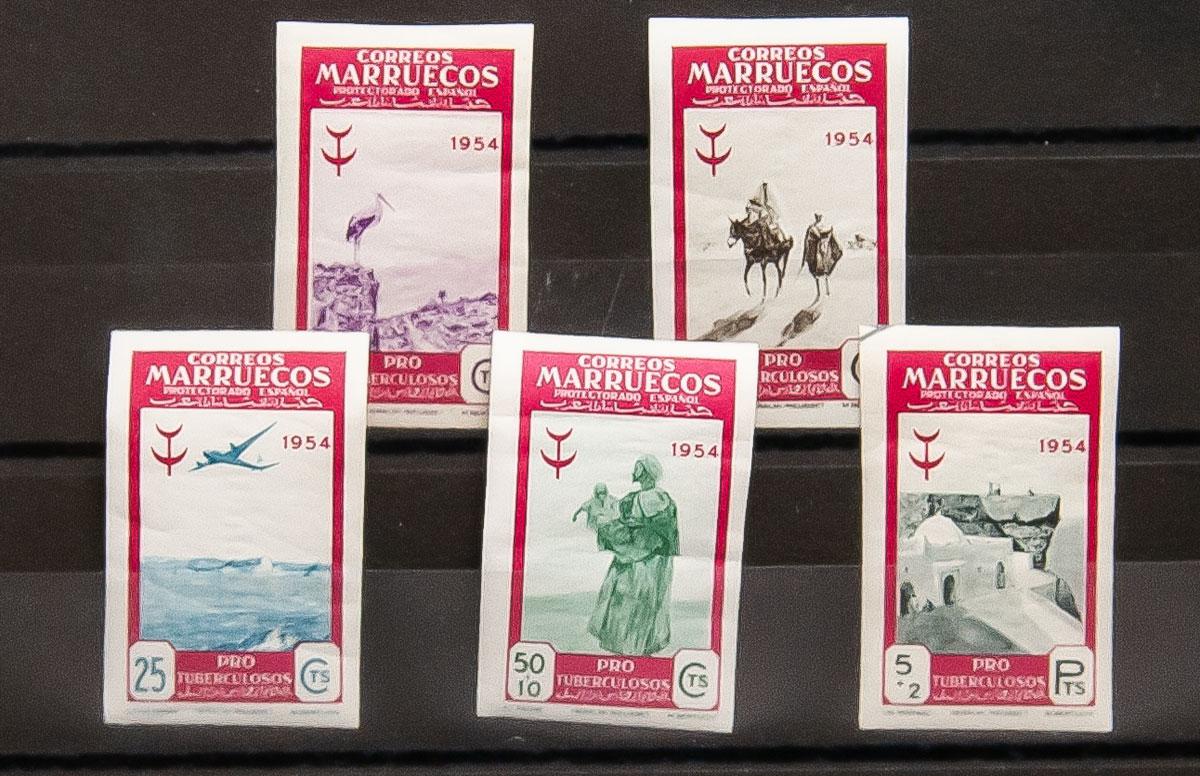 CORREOS
MARRUECOS
PROTECTORADO ESPAÑOL
1954
PRO
ERCULOSOS
CORREOS
MARRUECOS
PROTECTORADO ESPAÑOL
1954
PRO
RCULOSOS
CORREOS
MARRUECOS
PROTECTORADO ESPAÑOL
1954
25 PRO CTS
TUBERCULOSOS
CORREOS
MARRUECOS
PROTECTORADO ESPAÑOL
1954
50 PRO CTS
+10 TUBERCULOSOS
CORREOS
MARRUECOS
PROTECTORADO ESPAÑOL
1954
5 PRO PTS
+2 TUBERCULOSOS